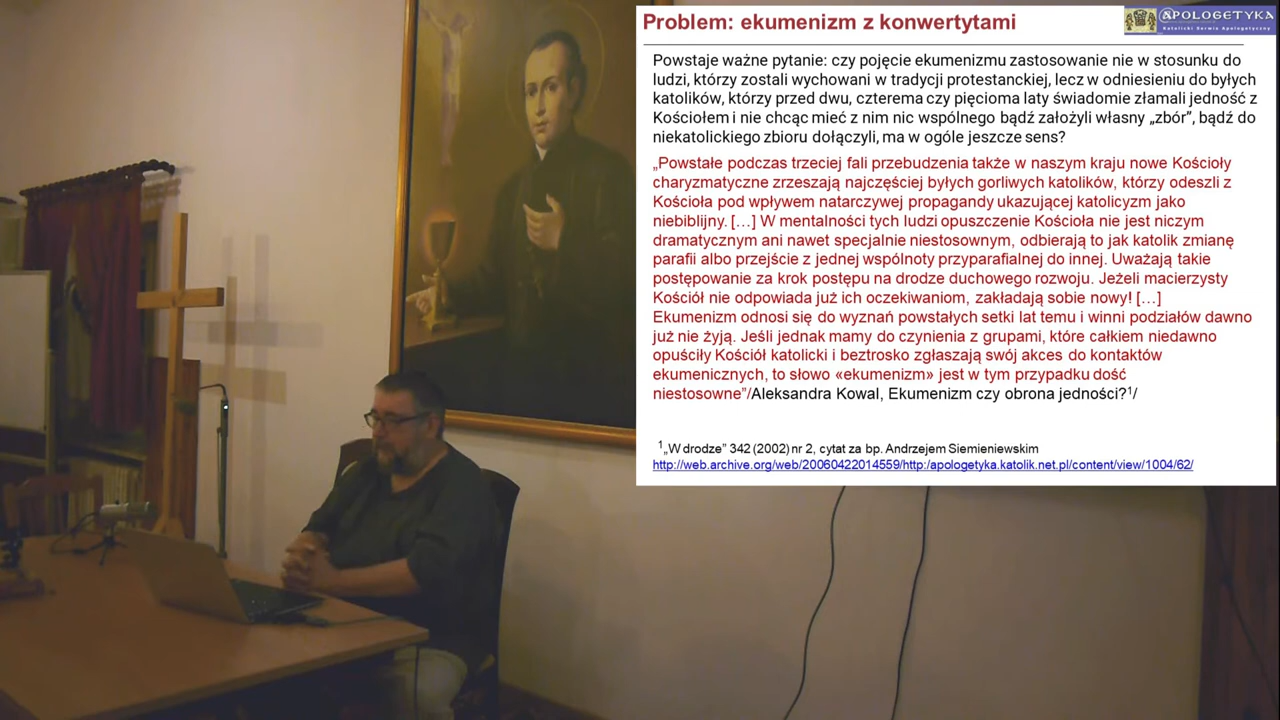 Problem: ekumenizm z konwertytami
APOLOGETYKA
Katolicki Serwis Apologetyczny
Powstaje ważne pytanie: czy pojęcie ekumenizmu zastosowanie nie w stosunku do
ludzi, którzy zostali wychowani w tradycji protestanckiej, lecz w odniesieniu do byłych
katolików, którzy przed dwu, czterema czy pięcioma laty świadomie złamali jedność z
Kościołem i nie chcąc mieć z nim nic wspólnego bądź założyli własny „zbór”, bądź do
niekatolickiego zbioru dołączyli, ma w ogóle jeszcze sens?
„Powstałe podczas trzeciej fali przebudzenia także w naszym kraju nowe Kościoły
charyzmatyczne zrzeszają najczęściej byłych gorliwych katolików, którzy odeszli z
Kościoła pod wpływem natarczywej propagandy ukazującej katolicyzm jako
niebiblijny. […] W mentalności tych ludzi opuszczenie Kościoła nie jest niczym
dramatycznym ani nawet specjalnie niestosownym, odbierają to jak katolik zmianę
parafii albo przejście z jednej wspólnoty przyparafialnej do innej. Uważają takie
postępowanie za krok postępu na drodze duchowego rozwoju. Jeżeli macierzysty
Kościół nie odpowiada już ich oczekiwaniom, zakładają sobie nowy! […]
Ekumenizm odnosi się do wyznań powstałych setki lat temu i winni podziałów dawno
już nie żyją. Jeśli jednak mamy do czynienia z grupami, które całkiem niedawno
opuściły Kościół katolicki i beztrosko zgłaszają swój akces do kontaktów
ekumenicznych, to słowo «ekumenizm» jest w tym przypadku dość
niestosowne”/Aleksandra Kowal, Ekumenizm czy obrona jedności?¹/
¹„W drodze” 342 (2002) nr 2, cytat za bp. Andrzejem Siemieniewskim
http://web.archive.org/web/20060422014559/http:/apologetyka.katolik.net.pl/content/view/1004/62/